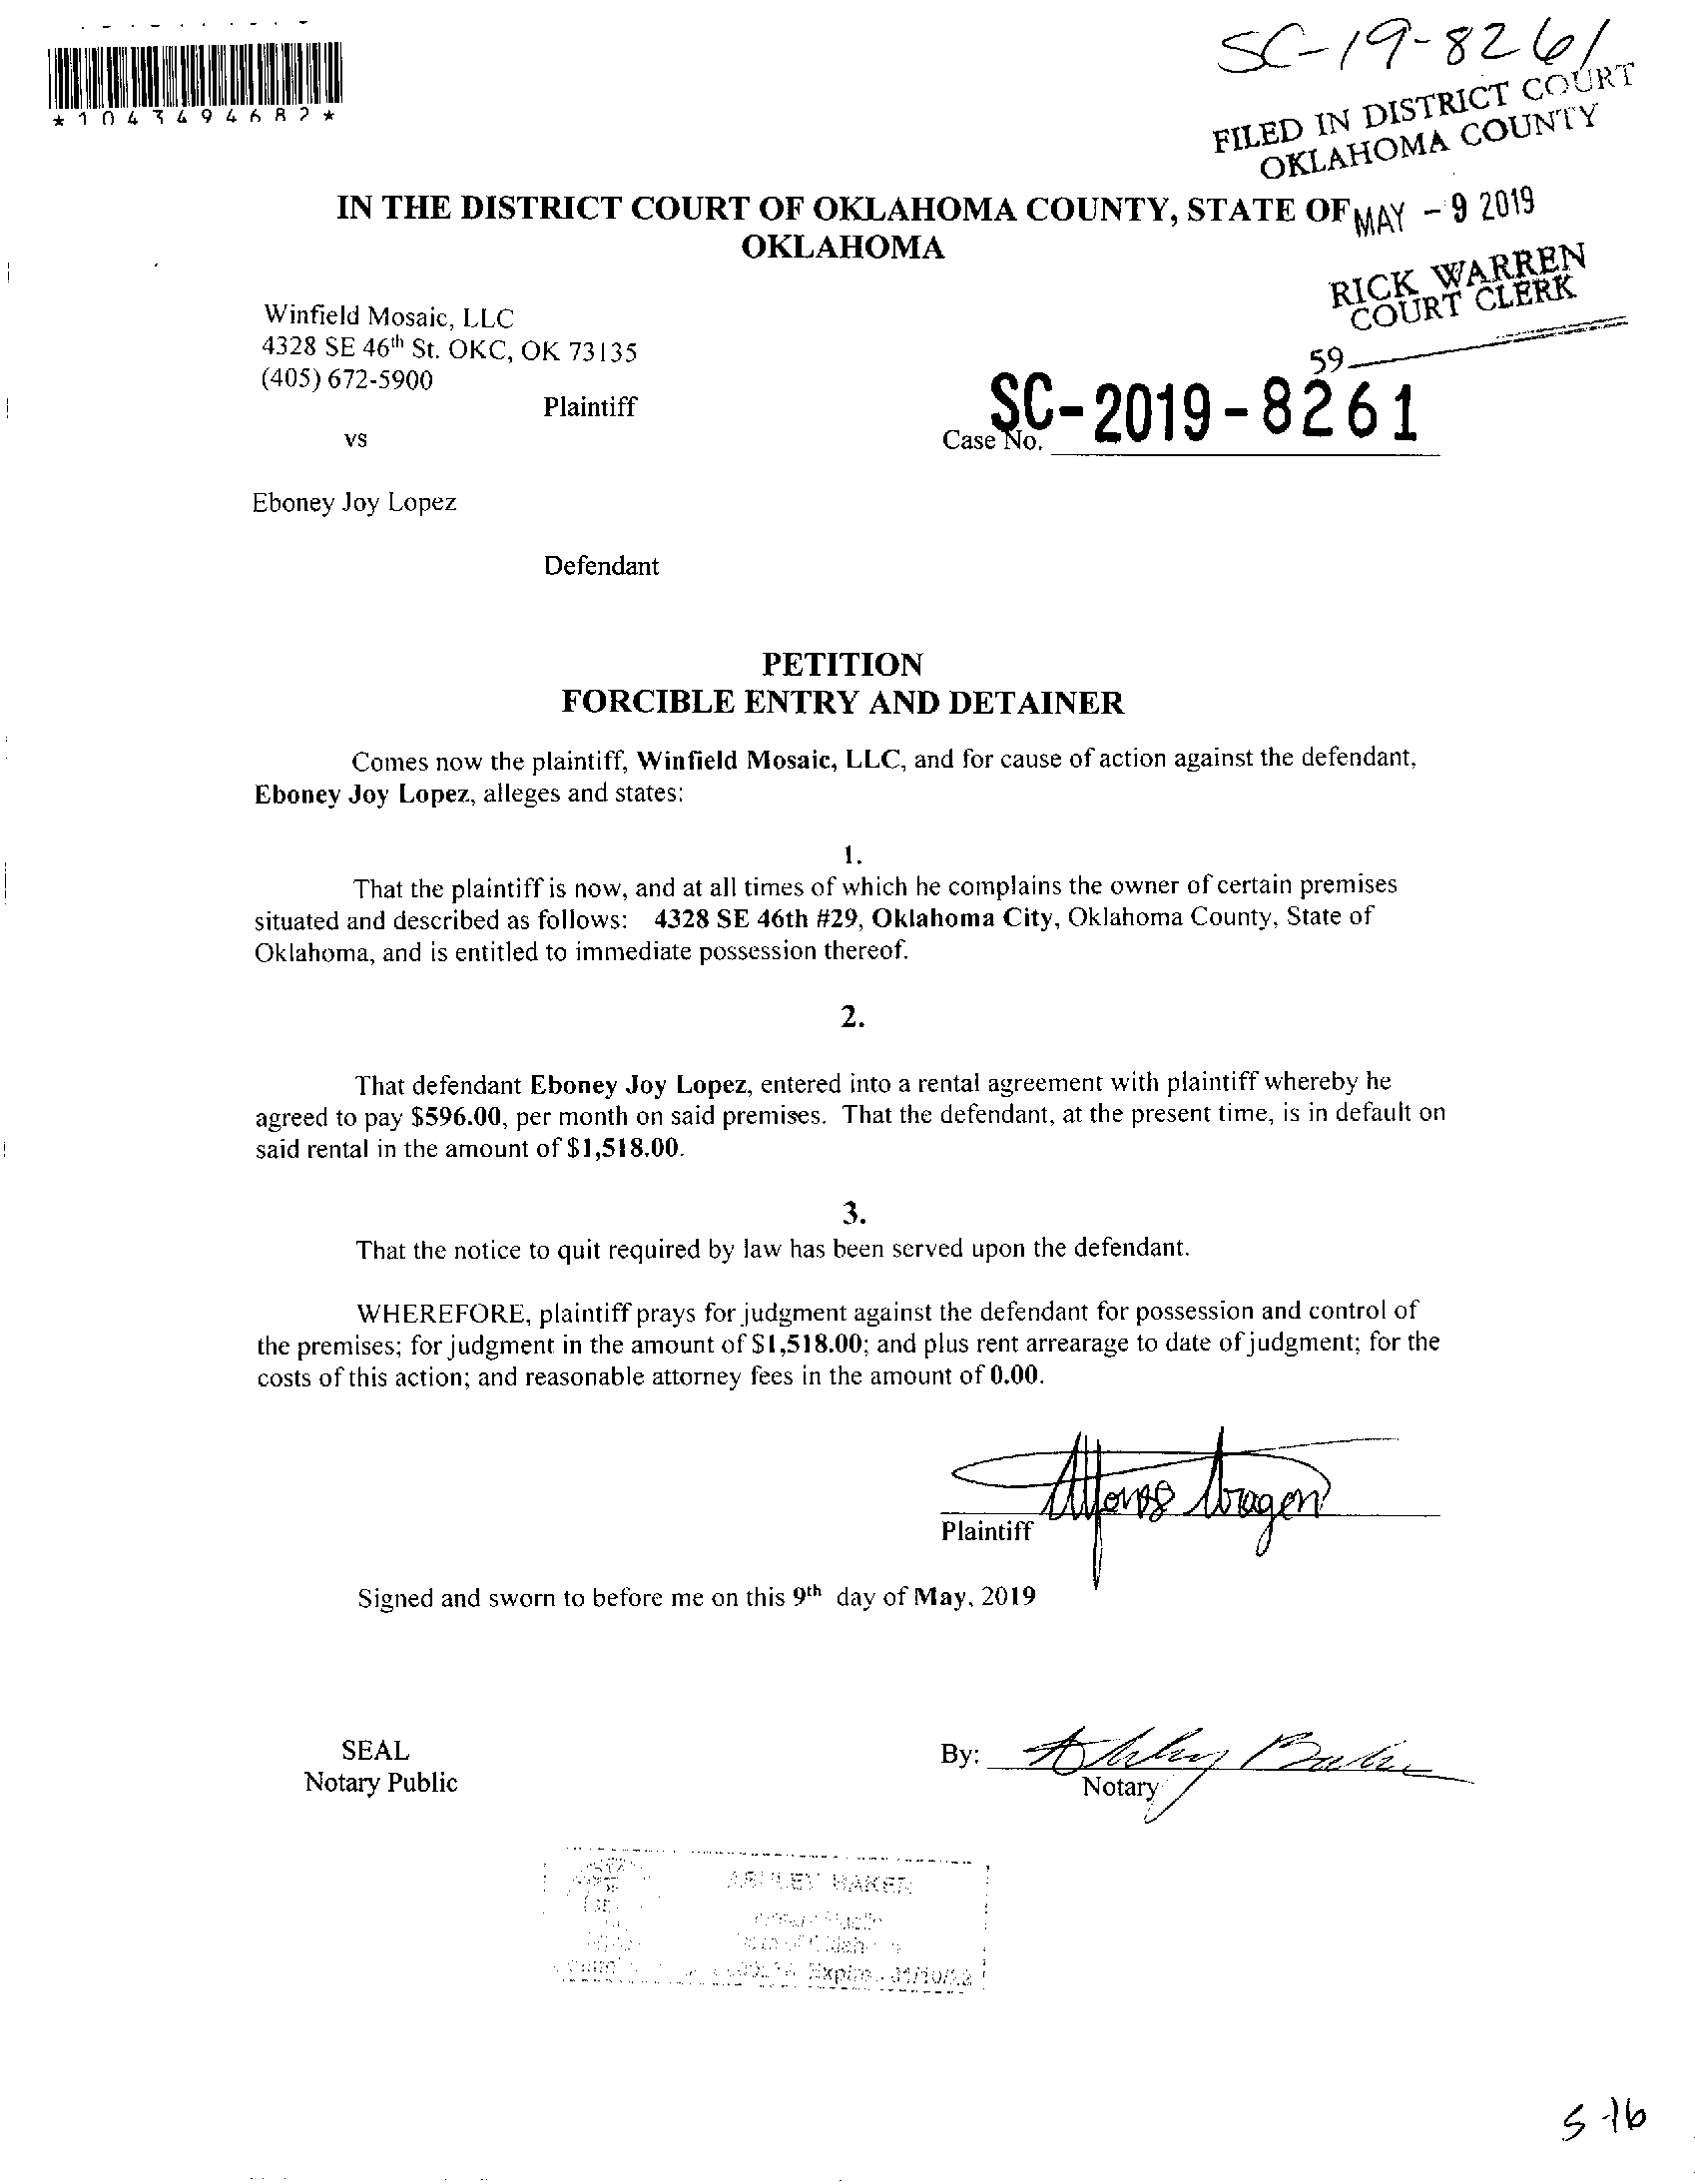 SC-19-8261
*1043494682*
FILED IN DISTRICT COURT
OKLAHOMA COUNTY
IN THE DISTRICT COURT OF OKLAHOMA COUNTY, STATE OF
OKLAHOMA
MAY - 9 2019
RICK WARREN
COURT CLERK
59
Winfield Mosaic, LLC
4328 SE 46th St. OKC, OK 73135
(405) 672-5900
Plaintiff
vs
Case No. SC-2019-8261
Eboney Joy Lopez
Defendant
PETITION
FORCIBLE ENTRY AND DETAINER
Comes now the plaintiff, Winfield Mosaic, LLC, and for cause of action against the defendant,
Eboney Joy Lopez, alleges and states:
1.
That the plaintiff is now, and at all times of which he complains the owner of certain premises
situated and described as follows: 4328 SE 46th #29, Oklahoma City, Oklahoma County, State of
Oklahoma, and is entitled to immediate possession thereof.
2.
That defendant Eboney Joy Lopez, entered into a rental agreement with plaintiff whereby he
agreed to pay $596.00, per month on said premises. That the defendant, at the present time, is in default on
said rental in the amount of $1,518.00.
3.
That the notice to quit required by law has been served upon the defendant.
WHEREFORE, plaintiff prays for judgment against the defendant for possession and control of
the premises; for judgment in the amount of $1,518.00; and plus rent arrearage to date of judgment; for the
costs of this action; and reasonable attorney fees in the amount of 0.00.
Plaintiff
Signed and sworn to before me on this 9th day of May, 2019
SEAL
Notary Public
By: Ashley Baker
Notary
ASHLEY BAKER
5-16